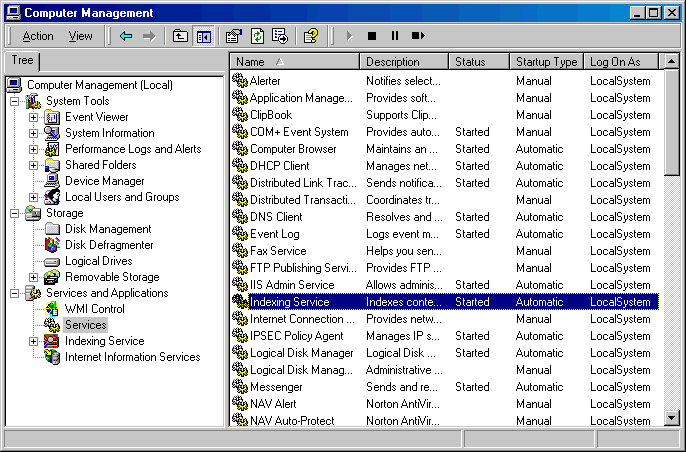 Computer Management
Action View
Tree
Computer Management (Local)
System Tools
Event Viewer
System Information
Performance Logs and Alerts
Shared Folders
Device Manager
Local Users and Groups
Storage
Disk Management
Disk Defragmenter
Logical Drives
Removable Storage
Services and Applications
WMI Control
Services
Indexing Service
Internet Information Services
Name Description Status Startup Type Log On As
Alerter Notifies select... Manual LocalSystem
Application Manage... Provides soft... Manual LocalSystem
ClipBook Supports Clip... Manual LocalSystem
COM+ Event System Provides auto... Started Manual LocalSystem
Computer Browser Maintains an ... Started Automatic LocalSystem
DHCP Client Manages net... Started Automatic LocalSystem
Distributed Link Trac... Sends notifica... Started Automatic LocalSystem
Distributed Transacti... Coordinates tr... Manual LocalSystem
DNS Client Resolves and ... Started Automatic LocalSystem
Event Log Logs event m... Started Automatic LocalSystem
Fax Service Helps you sen... Manual LocalSystem
FTP Publishing Servi... Provides FTP ... Manual LocalSystem
IIS Admin Service Allows adminis... Started Automatic LocalSystem
Indexing Service Indexes conte... Started Automatic LocalSystem
Internet Connection ... Provides netw... Manual LocalSystem
IPSEC Policy Agent Manages IP s... Started Automatic LocalSystem
Logical Disk Manager Logical Disk ... Started Automatic LocalSystem
Logical Disk Manag... Administrative ... Manual LocalSystem
Messenger Sends and re... Started Automatic LocalSystem
NAV Alert Norton AntiVir... Manual LocalSystem
NAV Auto-Protect Norton AntiVir... Manual LocalSystem